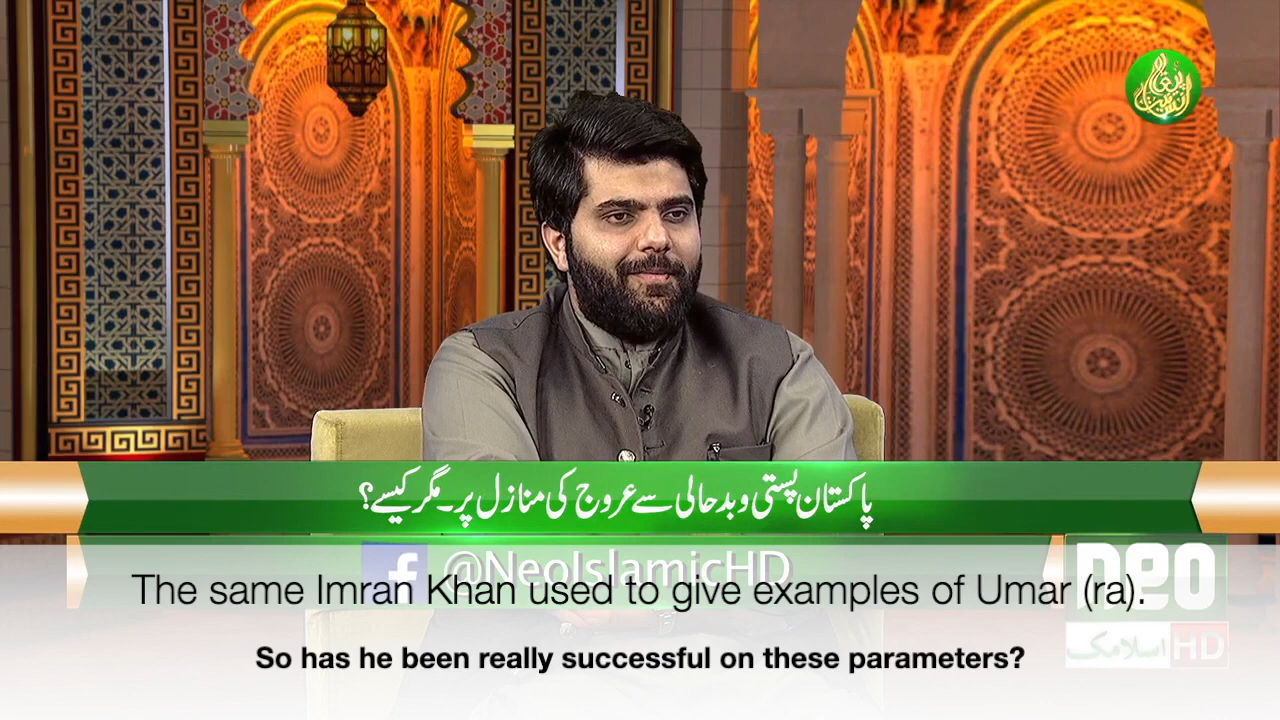 پاکستان پستی و بدحالی سے عروج کی منازل پر۔ مگر کیسے؟
f @NeoIslamicHD
neo
The same Imran Khan used to give examples of Umar (ra).
اسلامک HD
So has he been really successful on these parameters?